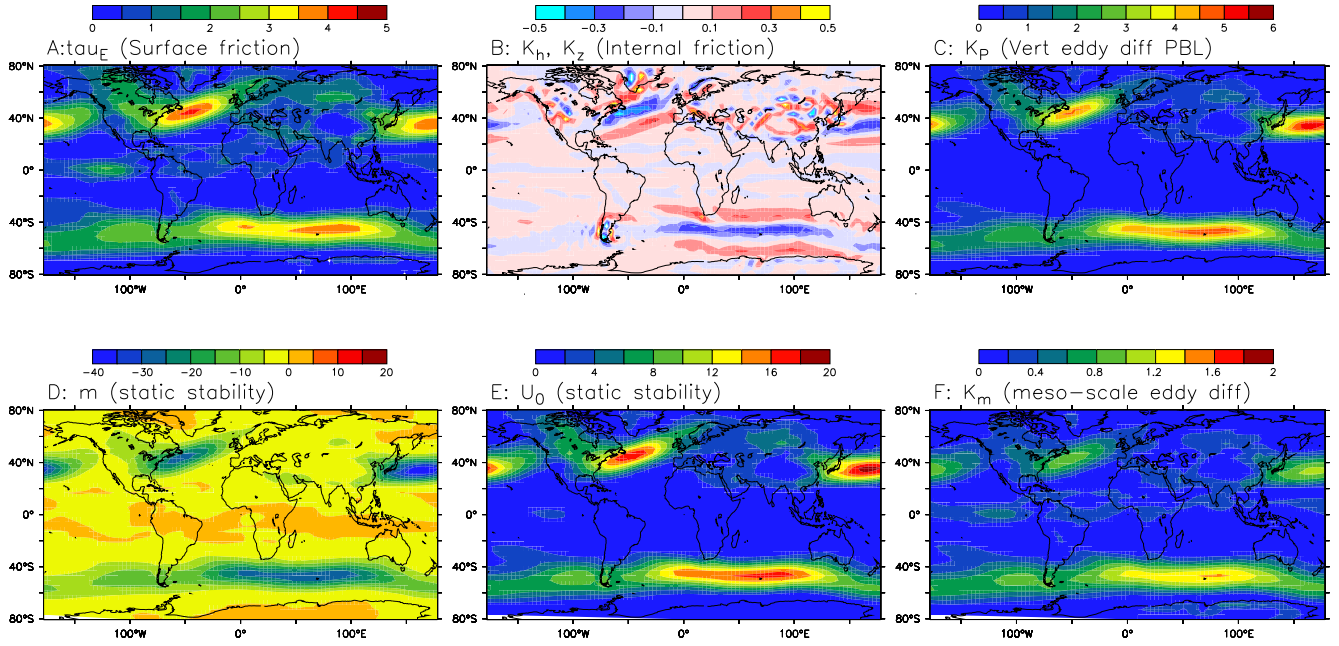 0 1 2 3 4 5
A:tau_E (Surface friction)
80°N
40°N
0°
40°S
80°S
100°W 0° 100°E
-0.5 -0.3 -0.1 0.1 0.3 0.5
B: K_h, K_z (Internal friction)
80°N
40°N
0°
40°S
80°S
100°W 0° 100°E
0 1 2 3 4 5 6
C: K_P (Vert eddy diff PBL)
80°N
40°N
0°
40°S
80°S
100°W 0° 100°E
-40 -30 -20 -10 0 10 20
D: m (static stability)
80°N
40°N
0°
40°S
80°S
100°W 0° 100°E
0 4 8 12 16 20
E: U_0 (static stability)
80°N
40°N
0°
40°S
80°S
100°W 0° 100°E
0 0.4 0.8 1.2 1.6 2
F: K_m (meso-scale eddy diff)
80°N
40°N
0°
40°S
80°S
100°W 0° 100°E